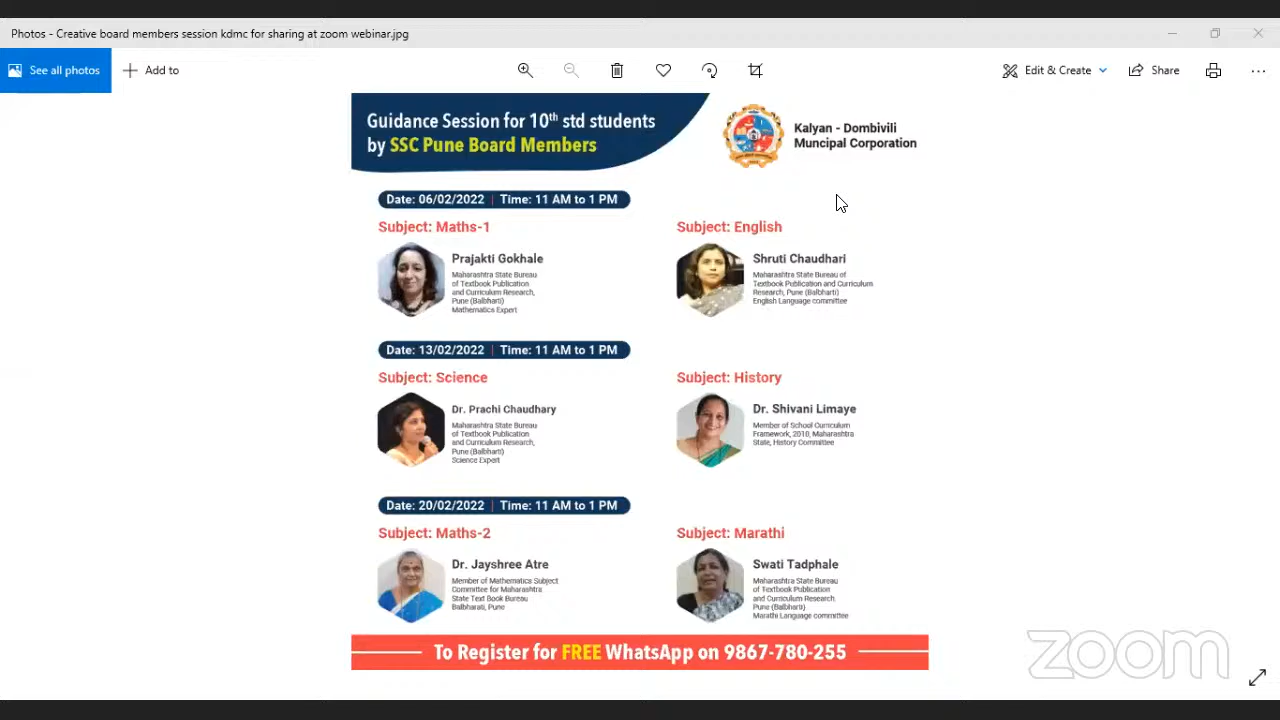 Photos - Creative board members session kdmc for sharing at zoom webinar.jpg
See all photos
Add to
Edit & Create
Share
Guidance Session for 10th std students
by SSC Pune Board Members
Kalyan - Dombivili
Muncipal Corporation
Date: 06/02/2022 | Time: 11 AM to 1 PM
Subject: Maths-1
Prajakti Gokhale
Maharashtra State Bureau
of Textbook Publication
and Curriculum Research,
Pune (Balbharti)
Mathematics Expert
Subject: English
Shruti Chaudhari
Maharashtra State Bureau of
Textbook Publication and Curriculum
Research, Pune (Balbharti)
English Language committee
Date: 13/02/2022 | Time: 11 AM to 1 PM
Subject: Science
Dr. Prachi Chaudhary
Maharashtra State Bureau
of Textbook Publication
and Curriculum Research,
Pune (Balbharti)
Science Expert
Subject: History
Dr. Shivani Limaye
Member of School Curriculum
Framework, 2010, Maharashtra
State, History Committee
Date: 20/02/2022 | Time: 11 AM to 1 PM
Subject: Maths-2
Dr. Jayshree Atre
Member of Mathematics Subject
Committee for Maharashtra
State Text Book Bureau
Balbharati, Pune
Subject: Marathi
Swati Tadphale
Maharashtra State Bureau
of Textbook Publication
and Curriculum Research
Pune (Balbharti)
Marathi Language committee
To Register for FREE WhatsApp on 9867-780-255
zoom